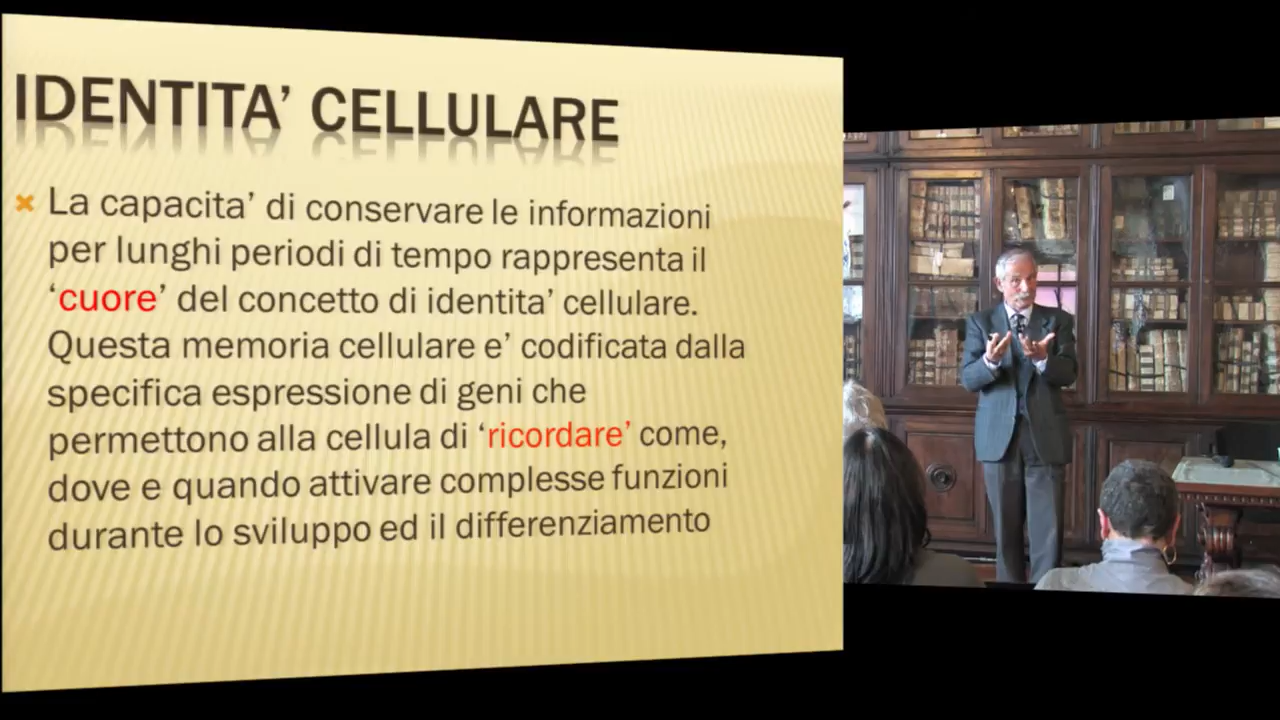 IDENTITA' CELLULARE
La capacita' di conservare le informazioni
per lunghi periodi di tempo rappresenta il
‘cuore’ del concetto di identita’ cellulare.
Questa memoria cellulare e’ codificata dalla
specifica espressione di geni che
permettono alla cellula di ‘ricordare’ come,
dove e quando attivare complesse funzioni
durante lo sviluppo ed il differenziamento